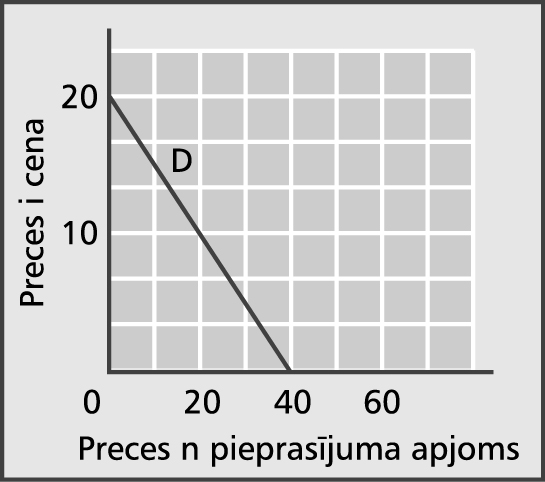 20
D
Preces i cena
10
0 20 40 60
Preces n pieprasījuma apjoms